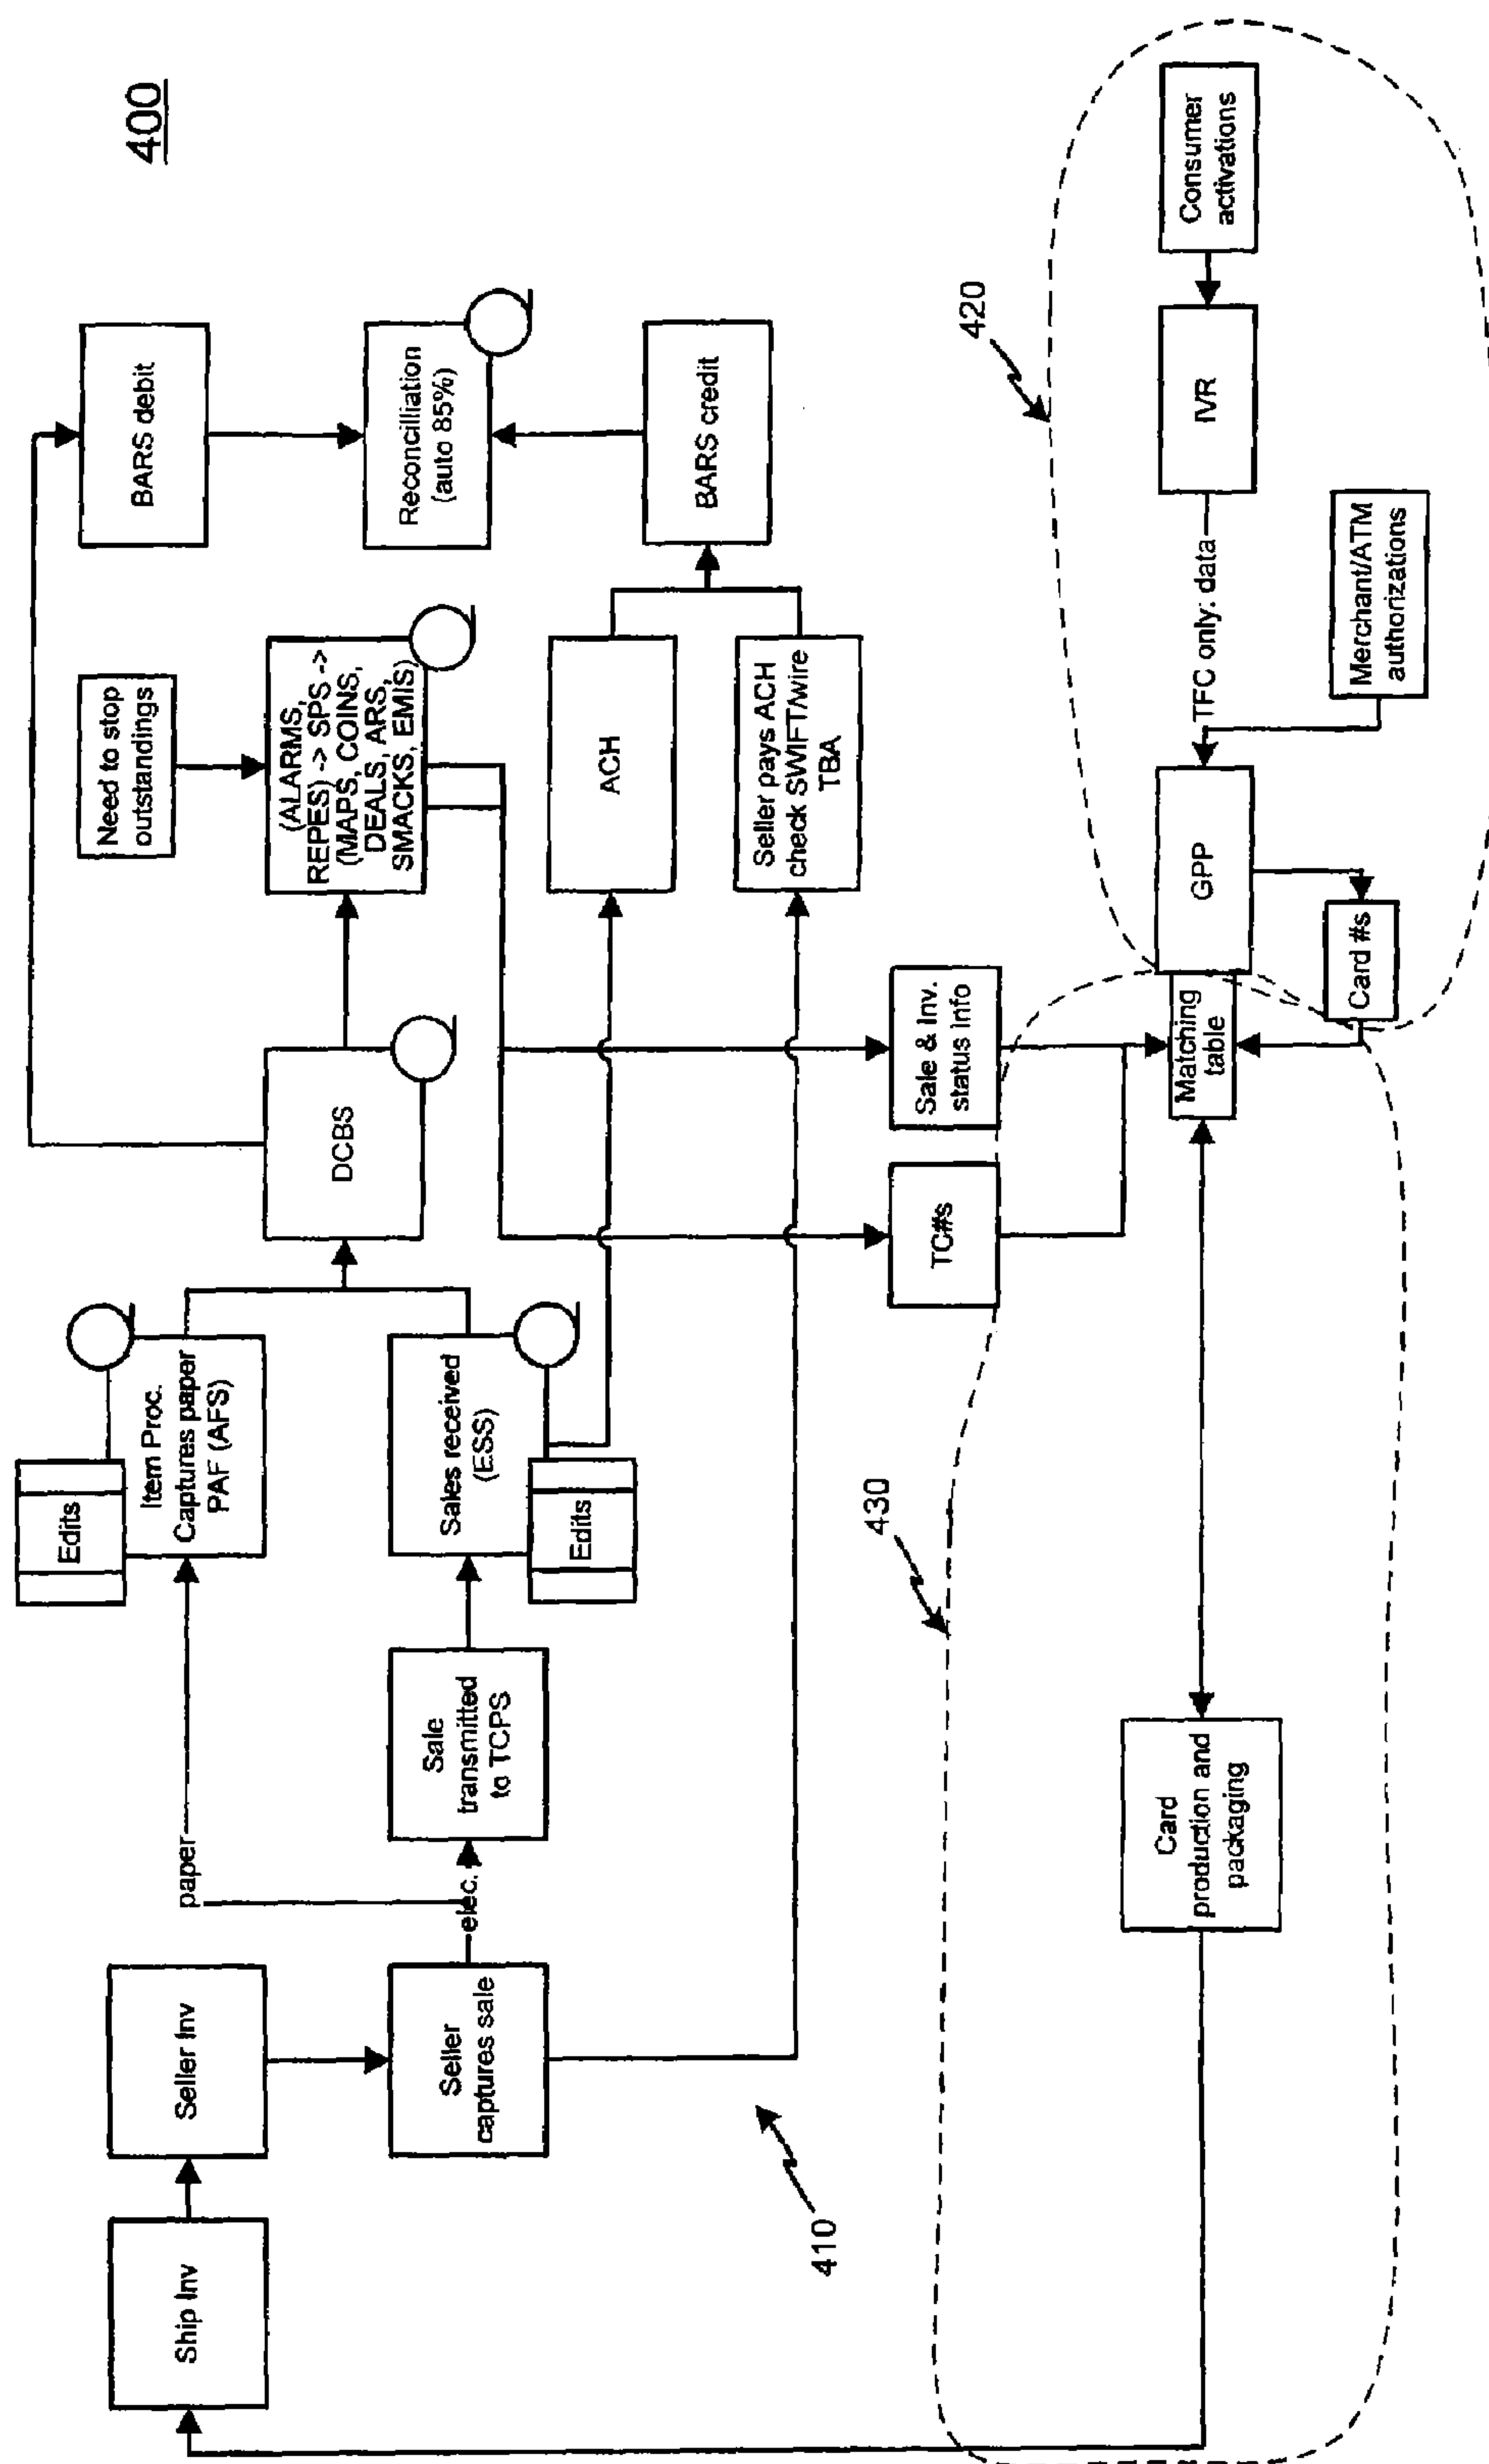 400
Ship Inv
Seller Inv
Seller
captures sale
paper
elec.
Sale
transmitted
to TCPS
Edits
Item Proc.
Captures paper
PAF (AFS)
Sales received
(ESS)
Edits
DCBS
Need to stop
outstandings
(ALARMS,
REPES) -> SPS ->
(MAPS, COINS,
DEALS, ARS,
SMACKS, EMIS)
ACH
Seller pays ACH
check SWIFT/wire
TBA
BARS debit
Reconcilliation
(auto 85%)
BARS credit
410
430
420
TC#s
Sale & Inv.
status info
Card
production and
packaging
Matching
table
GPP
Card #s
TFC only: data
IVR
Consumer
activations
Merchant/ATM
authorizations